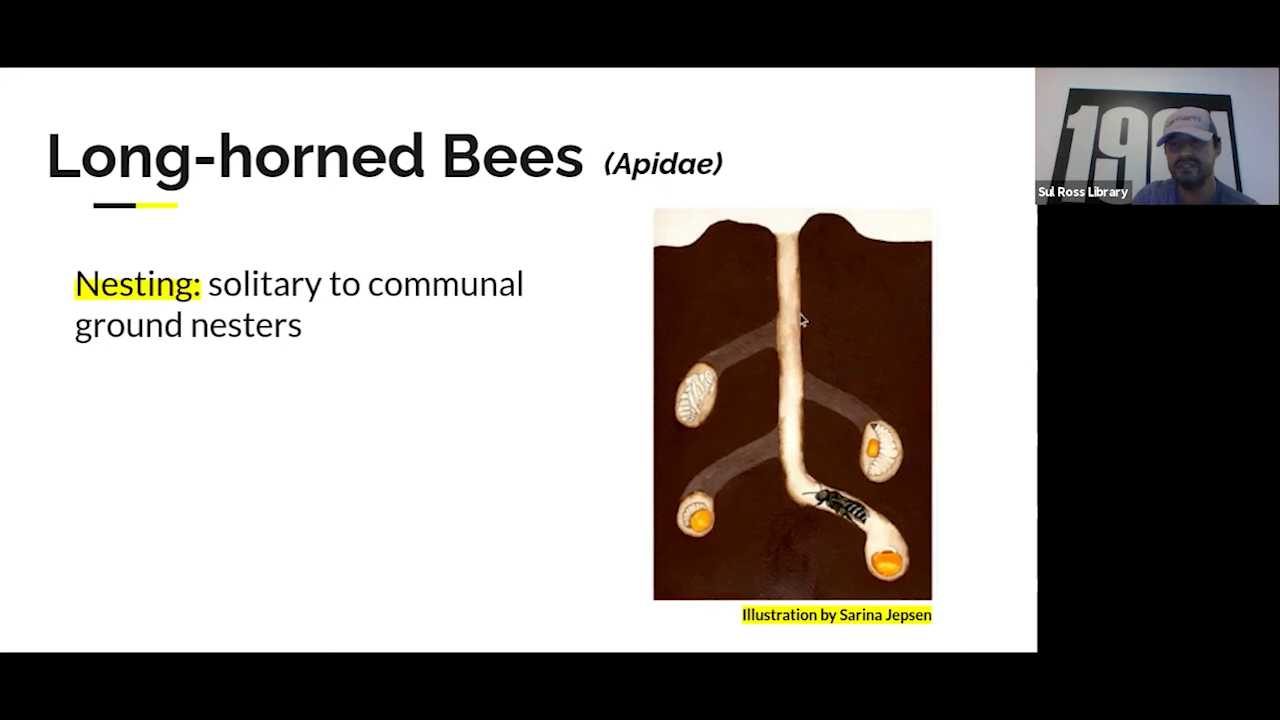 Long-horned Bees (Apidae)
Nesting: solitary to communal
ground nesters
Illustration by Sarina Jepsen
Sul Ross Library